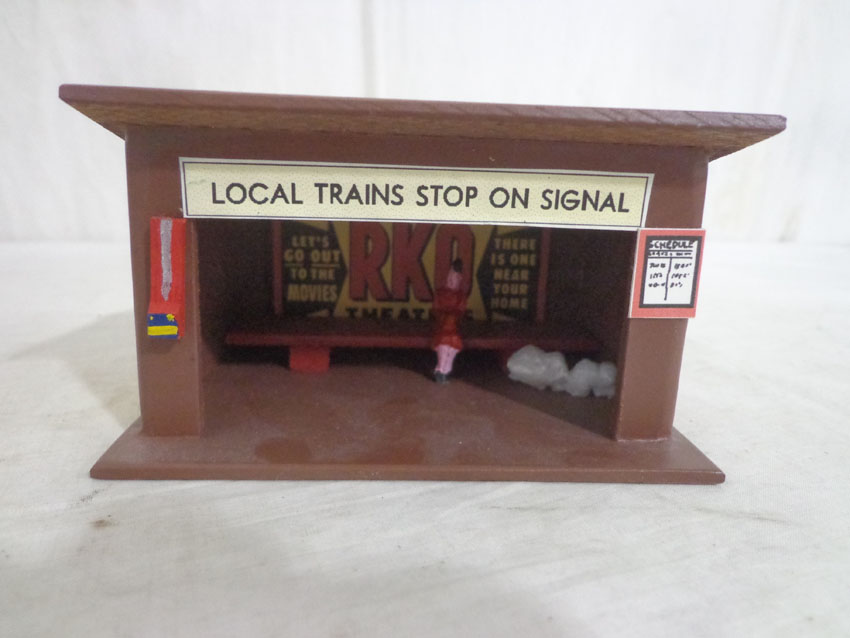 LOCAL TRAINS STOP ON SIGNAL
SCHEDULE
LET'S
GO OUT
TO THE
MOVIES
RKO
THEATRES
THERE
IS ONE
NEAR
YOUR
HOME